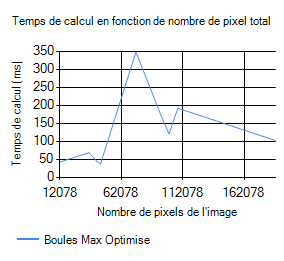 Temps de calcul en fonction de nombre de pixel total
Temps de calcul (ms)
350
300
250
200
150
100
50
0
12078 62078 112078 162078
Nombre de pixels de l'image
Boules Max Optimise